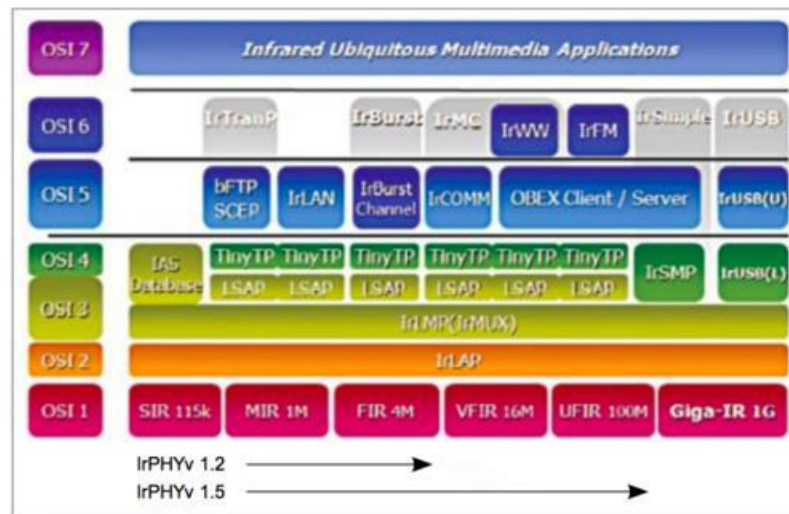 OSI 7 Infrared Ubiquitous Multimedia Applications
OSI 6 IrTranP IrBurst IrMC IrWW IrFM IrSimple IrUSB
OSI 5 bFTP SCEP IrLAN IrBurst Channel IrCOMM OBEX Client / Server IrUSB(U)
OSI 4 IAS Database TinyTP TinyTP TinyTP TinyTP TinyTP TinyTP IrSMP IrUSB(L)
LSAP LSAP LSAP LSAP LSAP LSAP
OSI 3 IrLMP(IrMUX)
OSI 2 IrLAP
OSI 1 SIR 115k MIR 1M FIR 4M VFIR 16M UFIR 100M Giga-IR 1G
IrPHYv 1.2
IrPHYv 1.5